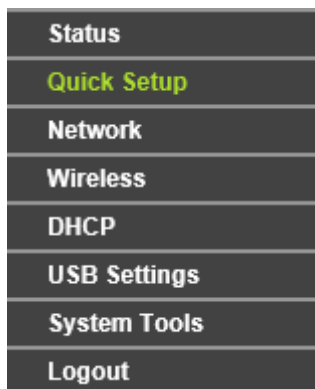 Status
Quick Setup
Network
Wireless
DHCP
USB Settings
System Tools
Logout